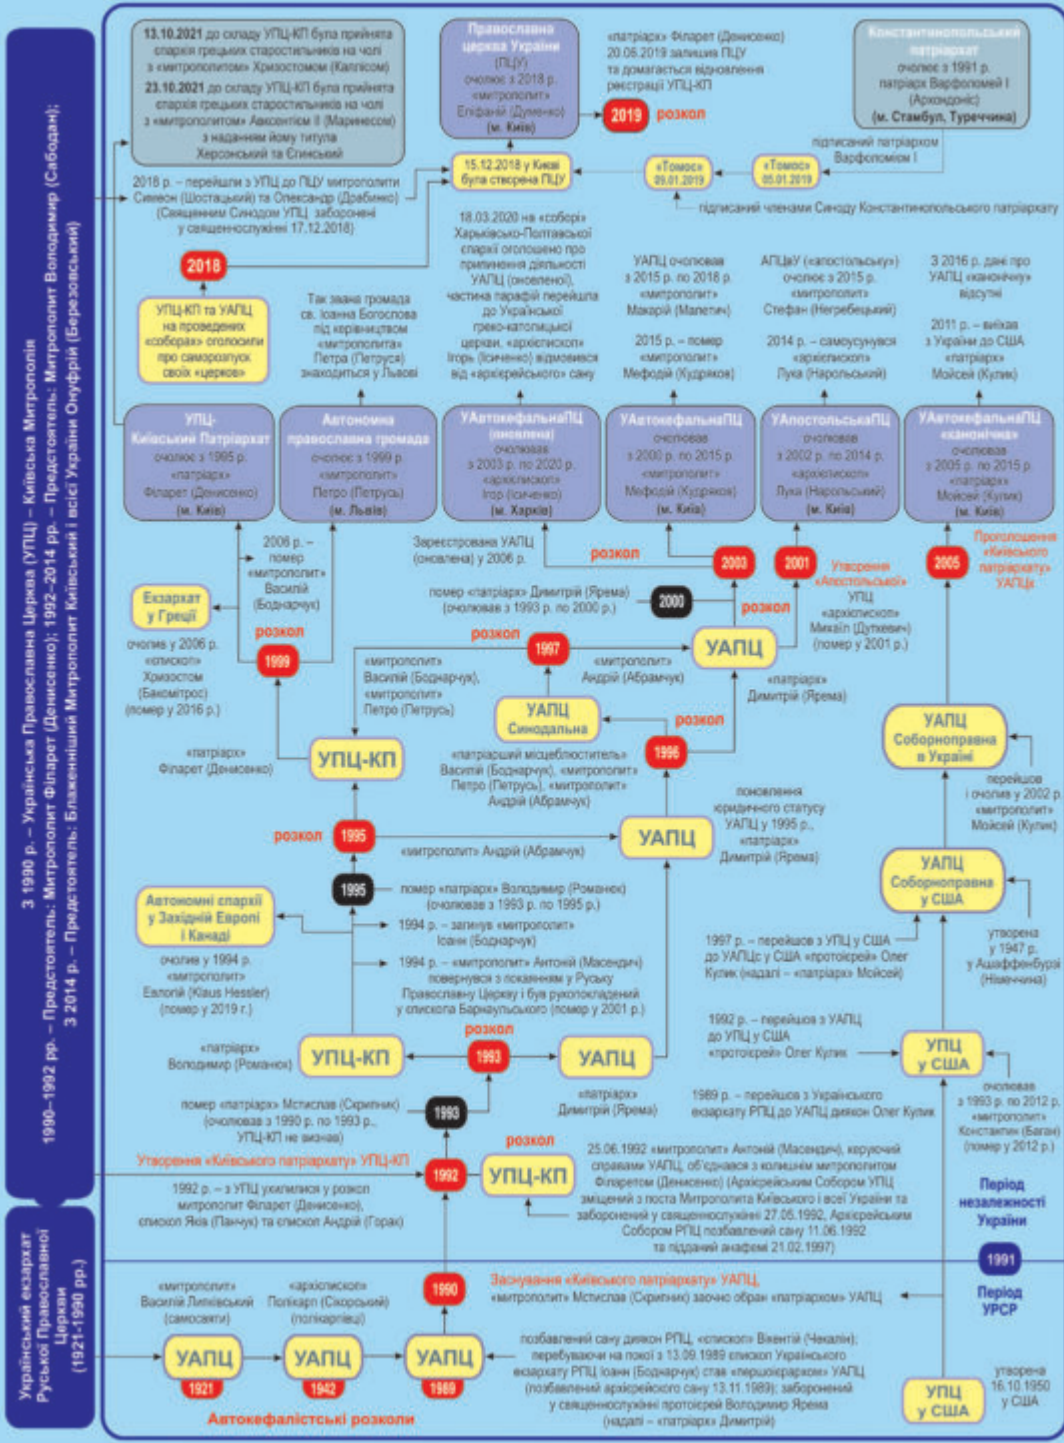 13.10.2021 до складу УПЦ-КП була прийнята
єпархія грецьких старостильників на чолі
з «митрополитом» Хризостомом (Каллісом)
23.10.2021 до складу УПЦ-КП була прийнята
єпархія грецьких старостильників на чолі
з «митрополитом» Авксентієм II (Маринесом)
з наданням йому титула
Херсонський та Єгинський
Православна
церква України
(ПЦУ)
очолює з 2018 р.
«митрополит»
Епіфаній (Думенко)
(м. Київ)
«патріарх» Філарет (Денисенко)
20.06.2019 залишив ПЦУ
та домагається відновлення
реєстрації УПЦ-КП
2019 розкол
Константинопольський
патріархат
очолює з 1991 р.
патріарх Варфоломей I
(Архондоніс)
(м. Стамбул, Туреччина)
підписаний патріархом
Варфоломіом I
15.12.2018 у Києві
була створена ПЦУ
«Томос»
09.01.2019
«Томос»
05.01.2019
підписаний членами Синоду Константинопольського патріархату
2018 р. – перейшли з УПЦ до ПЦУ митрополити
Симеон (Шостацький) та Олександр (Драбинко)
(Священним Синодом УПЦ заборонені
у священнослужінні 17.12.2018)
2018
УПЦ-КП та УАПЦ
на проведених
«соборах» оголосили
про саморозпуск
своїх «церков»
Так звана громада
св. Іоанна Богослова
під керівництвом
«митрополита»
Петра (Петруся)
знаходиться у Львові
18.03.2020 на «соборі»
Харьківсько-Полтавської
єпархії оголошено про
припинення діяльності
УАПЦ (оновленої),
частина парафій перейшла
до Української
греко-католицької
церкви, «архієпископ»
Ігорь (Ісиченко) відмовився
від «архієрейського» сану
УАПЦ очолював
з 2015 р. по 2018 р.
«митрополит»
Макарій (Малетич)
2015 р. – помер
«митрополит»
Мефодій (Кудряков)
АПЦвУ («апостольську»)
очолює з 2015 р.
«митрополит»
Стефан (Негребецький)
2014 р. – самоусунувся
«архієпископ»
Лука (Нарольський)
З 2016 р. дані про
УАПЦ «канонічну»
відсутні
2011 р. – виїхав
з України до США
«патріарх»
Мойсей (Кулик)
УПЦ-
Київський Патріархат
очолює з 1995 р.
«патріарх»
Філарет (Денисенко)
(м. Київ)
Автономна
православна громада
очолює з 1999 р.
«митрополит»
Петро (Петрусь)
(м. Львів)
УАвтокефальнаПЦ
(оновлена)
очолював
з 2003 р. по 2020 р.
«архієпископ»
Ігор (Ісиченко)
(м. Харків)
УАвтокефальнаПЦ
очолював
з 2000 р. по 2015 р.
«митрополит»
Мефодій (Кудряков)
(м. Київ)
УАпостольськаПЦ
очолював
з 2002 р. по 2014 р.
«архієпископ»
Лука (Нарольський)
(м. Київ)
УАвтокефальнаПЦ
«канонічна»
очолював
з 2005 р. по 2015 р.
«патріарх»
Мойсей (Кулик)
(м. Київ)
2006 р. –
помер
«митрополит»
Василій
(Боднарчук)
Зареєстрована УАПЦ
(оновлена) у 2006 р.
розкол
2003
2001
2005
Проголошення
«Київського
патріархату»
УАПЦк
Утворення
«Апостольської»
УПЦ
«архієпископ»
Михаїл (Дуткевич)
(помер у 2001 р.)
Екзархат
у Греції
помер «патріарх» Димитрій (Ярема)
(очолював з 1993 р. по 2000 р.)
2000
розкол
очолив у 2006 р.
«єпископ»
Хризостом
(Бакомітрос)
(помер у 2016 р.)
розкол
1999
«митрополит»
Василій (Боднарчук),
«митрополит»
Петро (Петрусь)
розкол
1997
«митрополит»
Андрій (Абрамчук)
УАПЦ
«патріарх»
Димитрій (Ярема)
УАПЦ
Синодальна
розкол
1996
«патріарх»
Філарет (Денисенко)
УПЦ-КП
«патріарший місцеблюститель»
Василій (Боднарчук), «митрополит»
Петро (Петрусь), «митрополит»
Андрій (Абрамчук)
УАПЦ
Соборноправна
в Україні
перейшов
і очолив у 2002 р.
«митрополит»
Мойсей (Кулик)
поновлення
юридичного статусу
УАПЦ у 1995 р.,
«патріарх»
Димитрій (Ярема)
розкол
1995
«митрополит» Андрій (Абрамчук)
УАПЦ
1995
помер «патріарх» Володимир (Романюк)
(очолював з 1993 р. по 1995 р.)
УАПЦ
Соборноправна
у США
Автономні єпархії
у Західній Европі
і Канаді
1994 р. – загинув «митрополит»
Іоанн (Боднарчук)
очолив у 1994 р.
«митрополит»
Евлогій (Klaus Hessler)
(помер у 2019 г.)
1994 р. – «митрополит» Антоній (Масендич)
повернувся з покаянням у Руську
Православну Церкву і був рукопокладений
у єпископа Барнаульського (помер у 2001 р.)
1997 р. – перейшов з УПЦ у США
до УАПЦс у США «протоієрей» Олег
Кулик (надалі – «патріарх» Мойсей)
утворена
у 1947 р.
у Ашаффенбурзі
(Німеччина)
«патріарх»
Володимир (Романюк)
УПЦ-КП
розкол
1993
УАПЦ
«патріарх»
Димитрій (Ярема)
1992 р. – перейшов з УАПЦ
до УПЦ у США
«протоієрей» Олег Кулик
УПЦ
у США
очолював
з 1993 р. по 2012 р.
«митрополит»
Константин (Баган)
(помер у 2012 р.)
помер «патріарх» Мстислав (Скрипник)
(очолював з 1990 р. по 1993 р.,
УПЦ-КП не визнав)
1993
1989 р. – перейшов з Українського
екзархату РПЦ до УАПЦ диякон Олег Кулик
Утворення «Київського патріархату» УПЦ-КП
1992
розкол
УПЦ-КП
1992 р. – з УПЦ ухилилися у розкол
митрополит Філарет (Денисенко),
єпископ Яків (Панчук) та єпископ Андрій (Горак)
25.06.1992 «митрополит» Антоній (Масендич), керуючий
справами УАПЦ, об'єднався з колишнім митрополитом
Філаретом (Денисенко) (Архієрейським Собором УПЦ
зміщений з поста Митрополита Київського і всеї України та
заборонений у священнослужінні 27.05.1992, Архієрейським
Собором РПЦ позбавлений сану 11.06.1992
та підданий анафемі 21.02.1997)
Період
незалежності
України
1991
Період
УРСР
«митрополит»
Василій Липківський
(самосвяти)
«архієпископ»
Полікарп (Сікорський)
(полікарпівці)
1990
Заснування «Київського патріархату» УАПЦ,
«митрополит» Мстислав (Скрипник) заочно обран «патріархом» УАПЦ
УАПЦ
1921
УАПЦ
1942
УАПЦ
1989
позбавлений сану диякон РПЦ, «єпископ» Вікентій (Чекалін);
перебуваючи на покої з 13.09.1989 єпископ Українського
екзархату РПЦ Іоанн (Боднарчук) став «першоієрархом» УАПЦ
(позбавлений архієрейского сану 13.11.1989); заборонений
у священнослужінні протоієрей Володимир Ярема
(надалі – «патріарх» Димитрій)
УПЦ
у США
утворена
16.10.1950
у США
Автокефалістські розколи
З 1990 р. – Українська Православна Церква (УПЦ) – Київська Митрополія
1990–1992 рр. – Предстоятель: Митрополит Філарет (Денисенко); 1992–2014 рр. – Предстоятель: Митрополит Володимир (Сабодан);
З 2014 р. – Предстоятель: Блаженніший Митрополит Київський і всієї України Онуфрій (Березовський)
Український екзархат
Руської Православної
Церкви
(1921-1990 рр.)